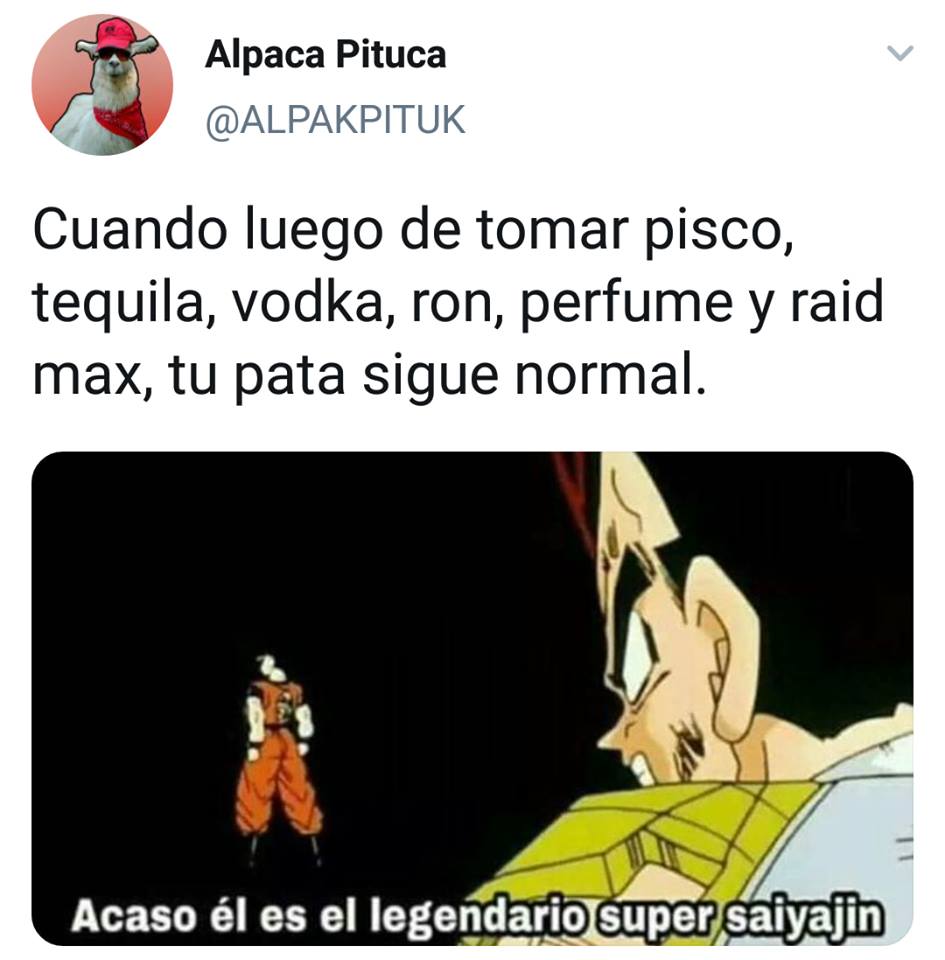 Alpaca Pituca
@ALPAKPITUK
Cuando luego de tomar pisco,
tequila, vodka, ron, perfume y raid
max, tu pata sigue normal.
Acaso él es el legendario super saiyajin